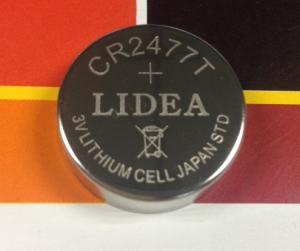 CR2477T
+
LIDEA
3V LITHIUM CELL JAPAN STD